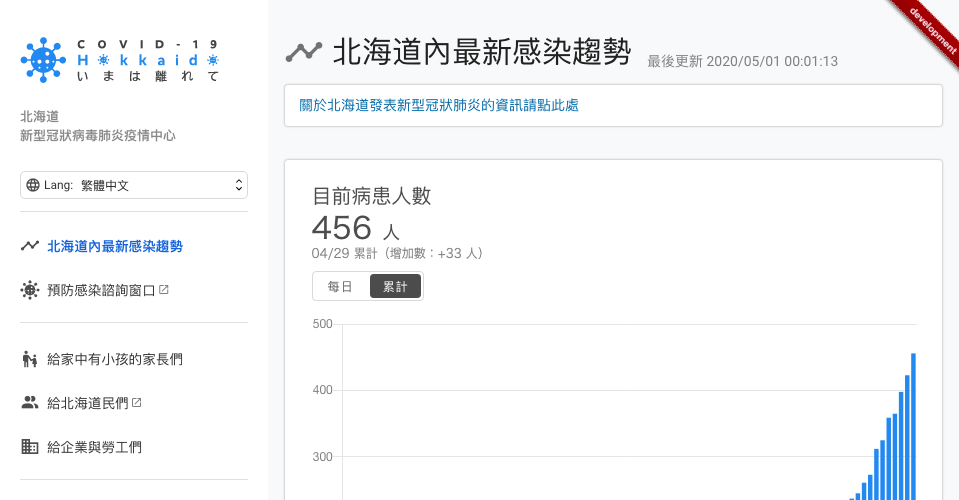 COVID-19
Hokkaido
いまは離れて
北海道
新型冠狀病毒肺炎疫情中心
Lang: 繁體中文
北海道內最新感染趨勢
預防感染諮詢窗口
給家中有小孩的家長們
給北海道民們
給企業與勞工們
development
北海道內最新感染趨勢
最後更新 2020/05/01 00:01:13
關於北海道發表新型冠狀肺炎的資訊請點此處
目前病患人數
456 人
04/29 累計（增加數：+33 人）
每日 累計
500
400
300